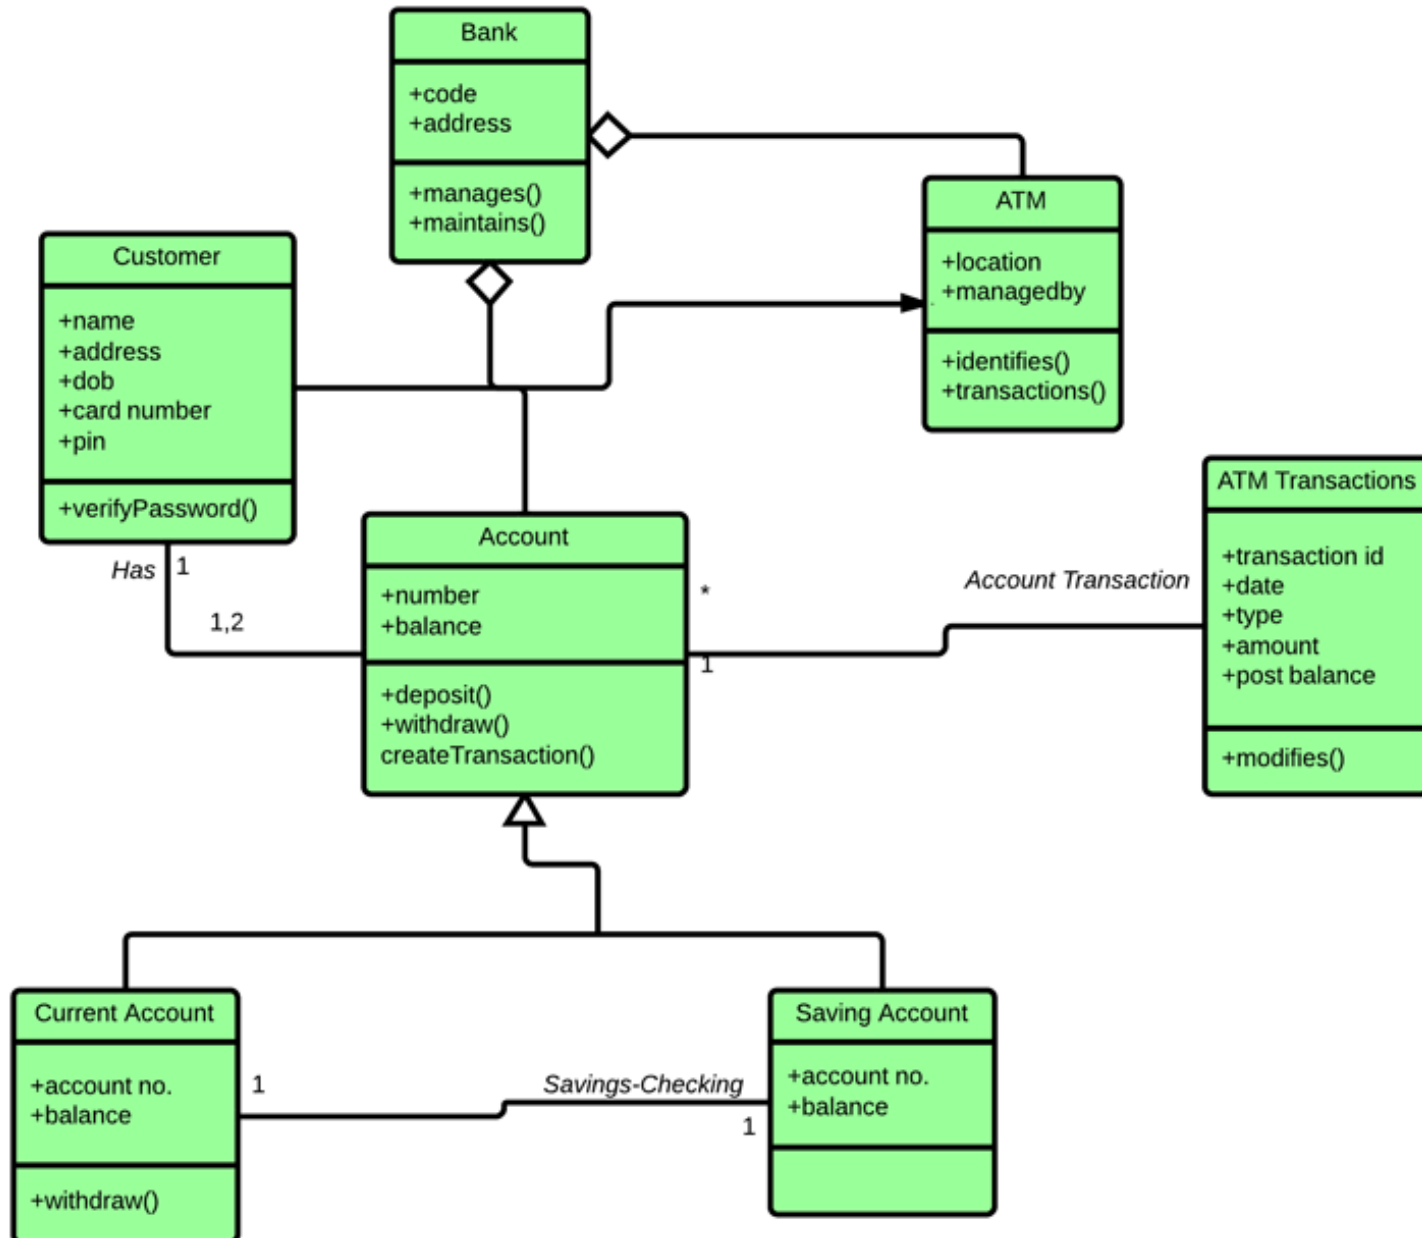 Bank
+code
+address
+manages()
+maintains()
ATM
+location
+managedby
+identifies()
+transactions()
Customer
+name
+address
+dob
+card number
+pin
+verifyPassword()
Has
1
1,2
Account
+number
+balance
+deposit()
+withdraw()
createTransaction()
*
1
Account Transaction
ATM Transactions
+transaction id
+date
+type
+amount
+post balance
+modifies()
Current Account
+account no.
+balance
+withdraw()
1
Savings-Checking
1
Saving Account
+account no.
+balance